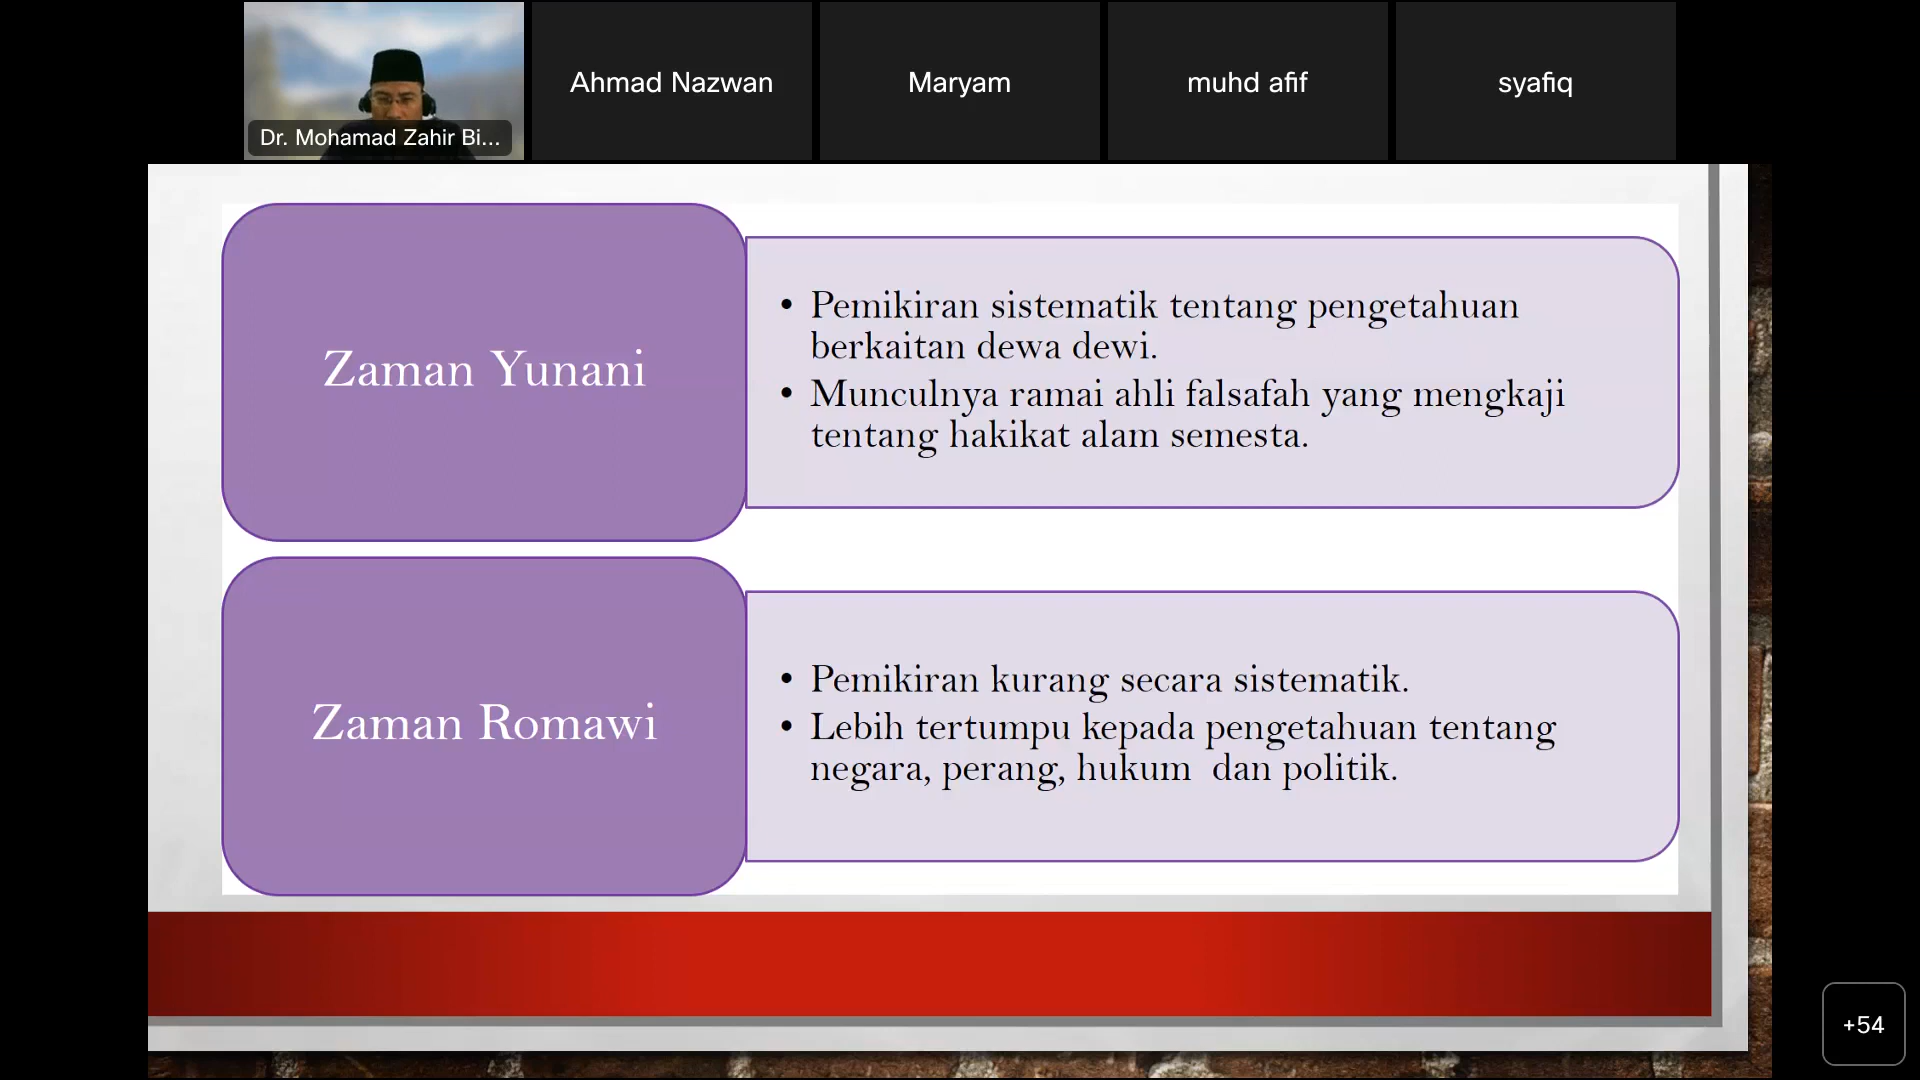 Dr. Mohamad Zahir Bi...
Ahmad Nazwan
Maryam
muhd afif
syafiq
Zaman Yunani
• Pemikiran sistematik tentang pengetahuan
berkaitan dewa dewi.
• Munculnya ramai ahli falsafah yang mengkaji
tentang hakikat alam semesta.
Zaman Romawi
• Pemikiran kurang secara sistematik.
• Lebih tertumpu kepada pengetahuan tentang
negara, perang, hukum  dan politik.
+54